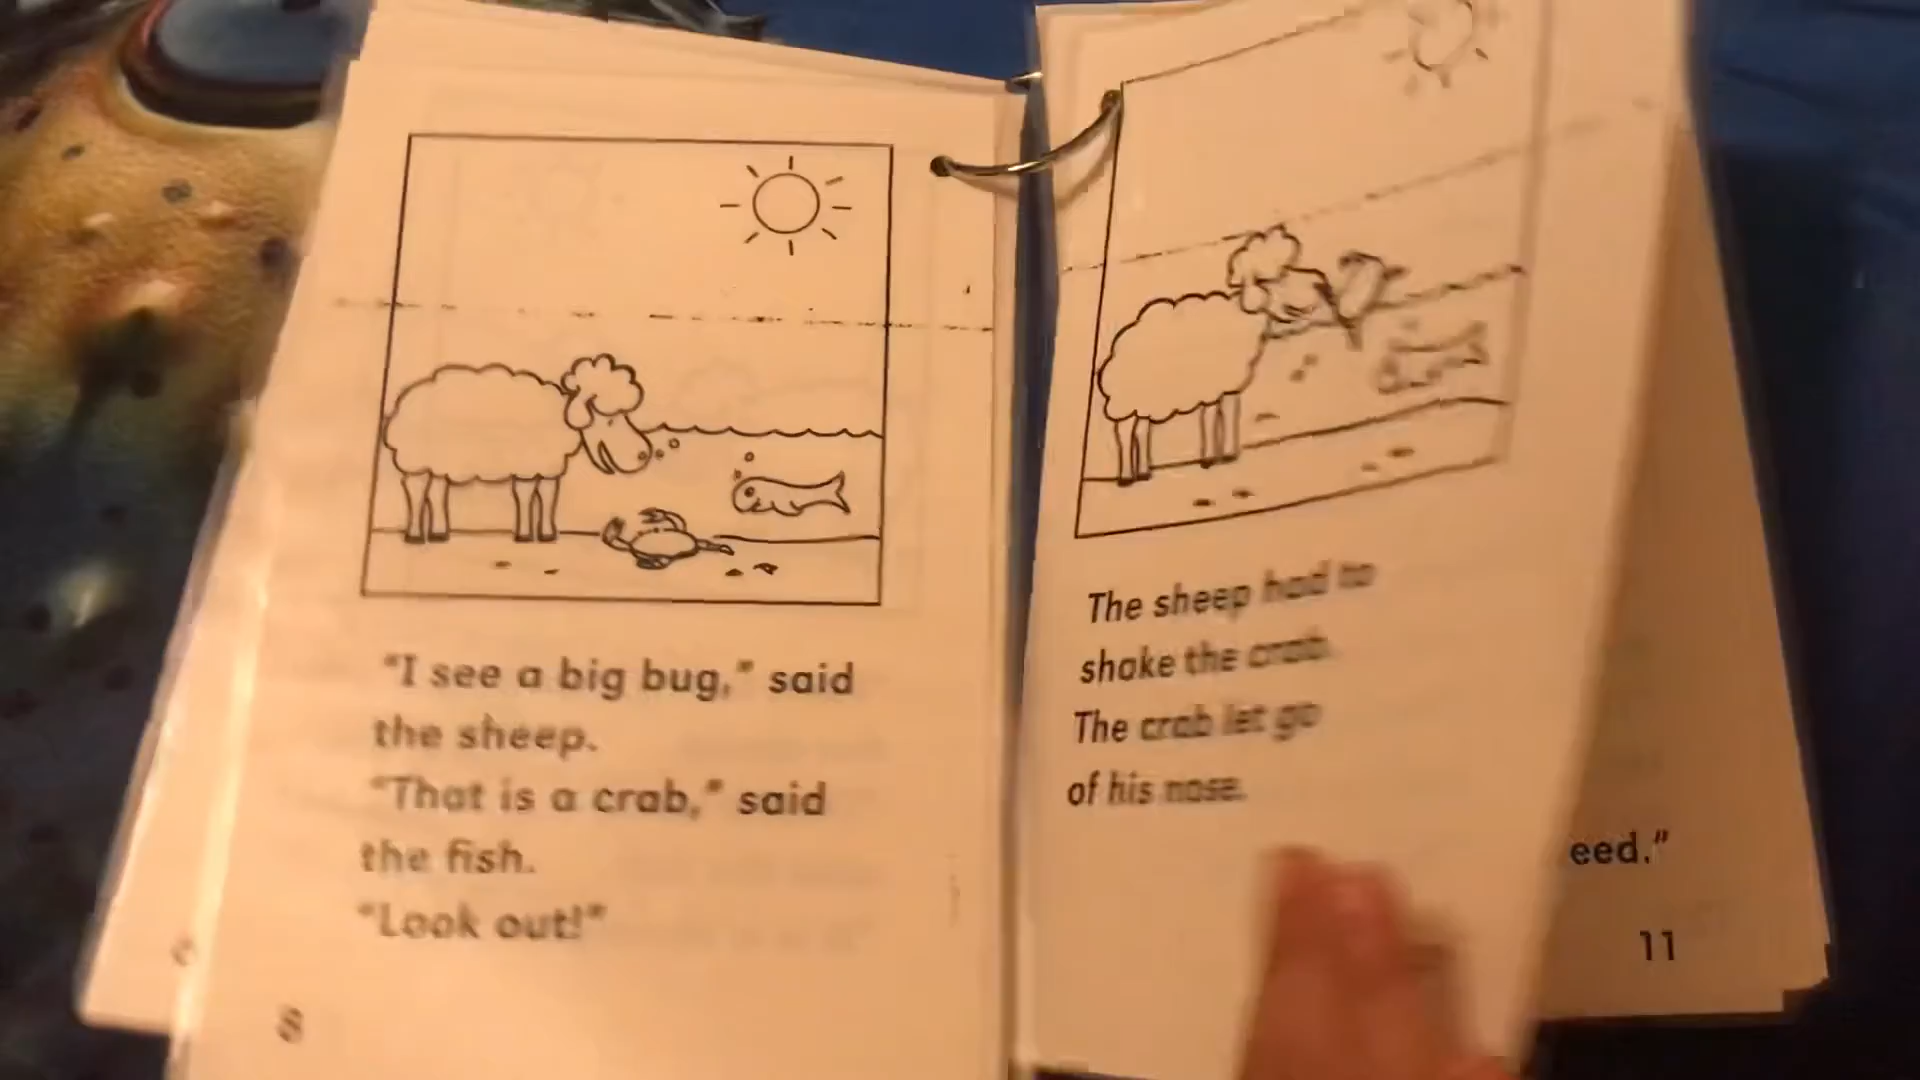 "I see a big bug," said
the sheep.
"That is a crab," said
the fish.
"Look out!"
8
The sheep had to
shake the crab.
The crab let go
of his nose.
eed."
11